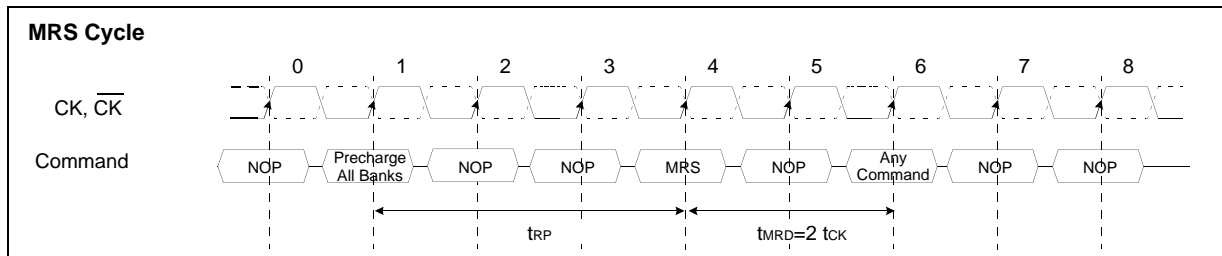 MRS Cycle
0 1 2 3 4 5 6 7 8
CK, C̅K̅
Command
NOP Precharge All Banks NOP NOP MRS NOP Any Command NOP NOP
tRP tMRD=2 tCK